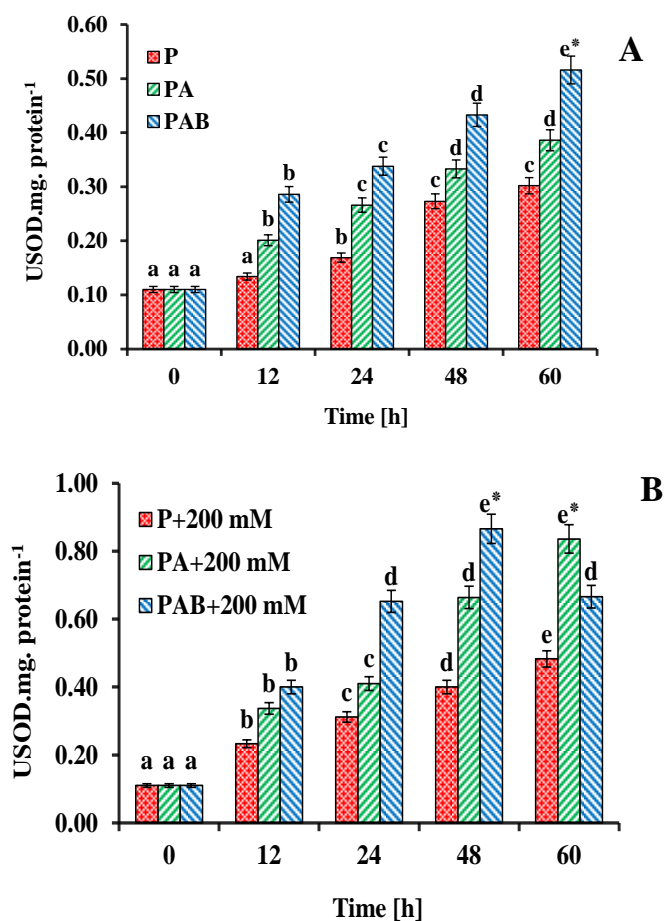 A
P
PA
PAB
USOD.mg. protein-1
0.60
0.50
0.40
0.30
0.20
0.10
0.00
a a a
a b b
b c c
c d d
c d e*
0 12 24 48 60
Time [h]
B
P+200 mM
PA+200 mM
PAB+200 mM
USOD.mg. protein-1
1.00
0.80
0.60
0.40
0.20
0.00
a a a
b b b
c c d
d d e*
e e* d
0 12 24 48 60
Time [h]